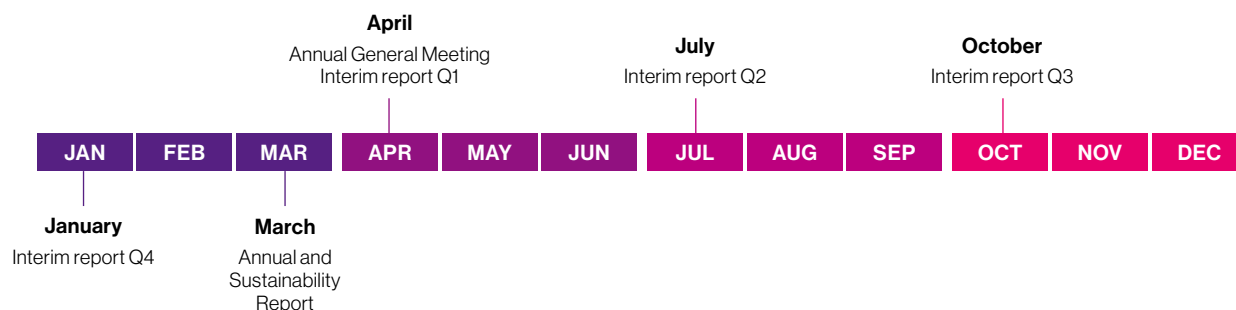 April
Annual General Meeting
Interim report Q1
July
Interim report Q2
October
Interim report Q3
JAN FEB MAR APR MAY JUN JUL AUG SEP OCT NOV DEC
January
Interim report Q4
March
Annual and
Sustainability
Report